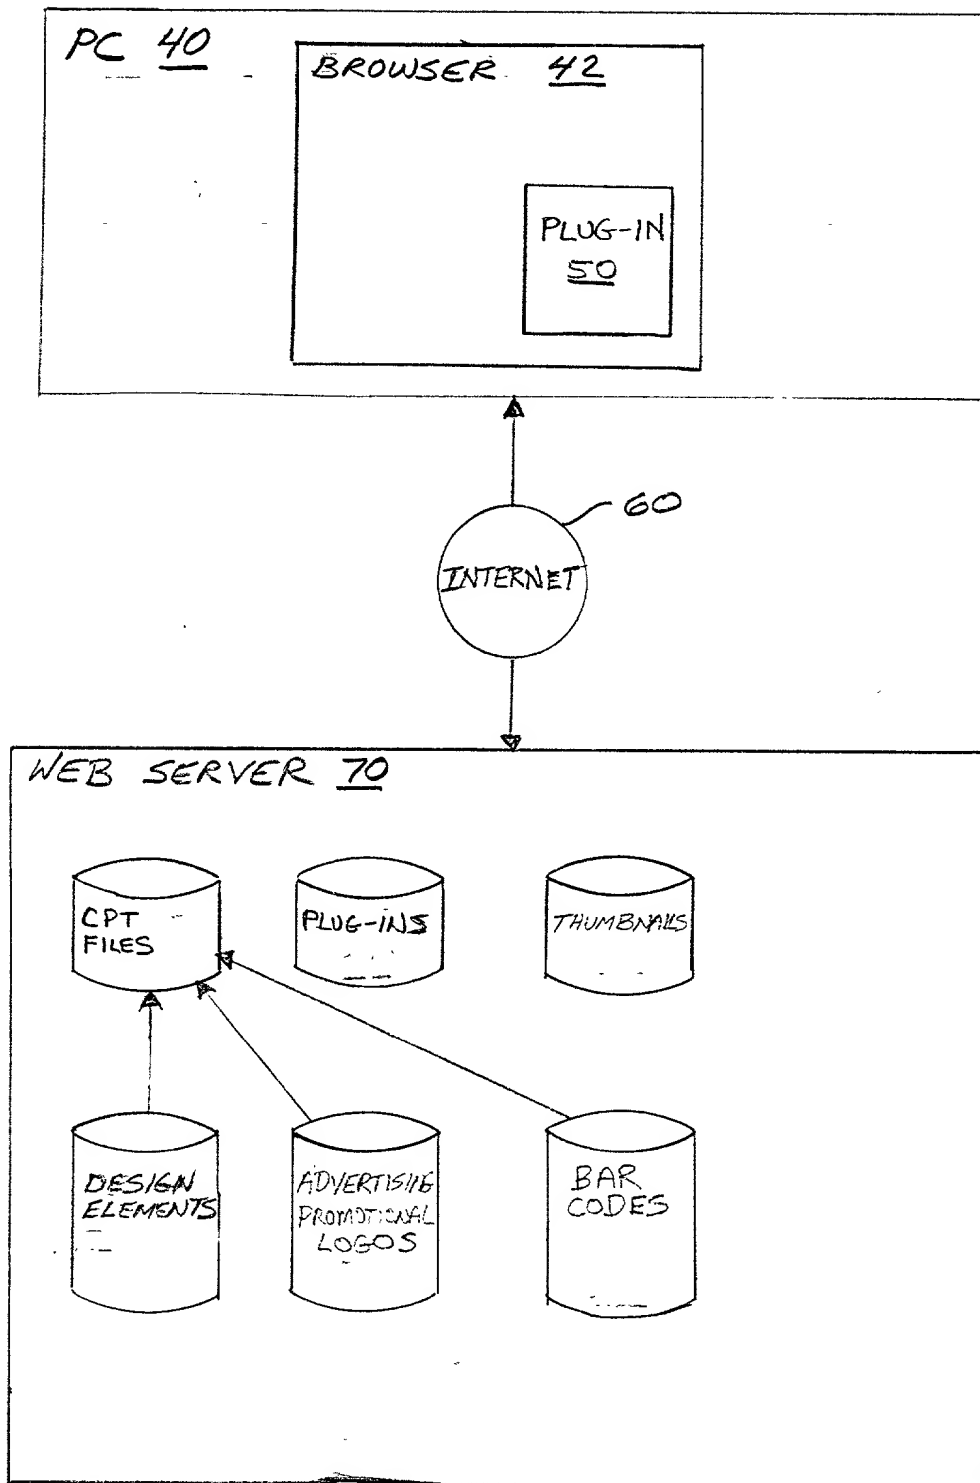 PC 40
BROWSER 42
PLUG-IN
50
60
INTERNET
WEB SERVER 70
CPT
FILES
PLUG-INS
THUMBNAILS
DESIGN
ELEMENTS
ADVERTISING
PROMOTIONAL
LOGOS
BAR
CODES